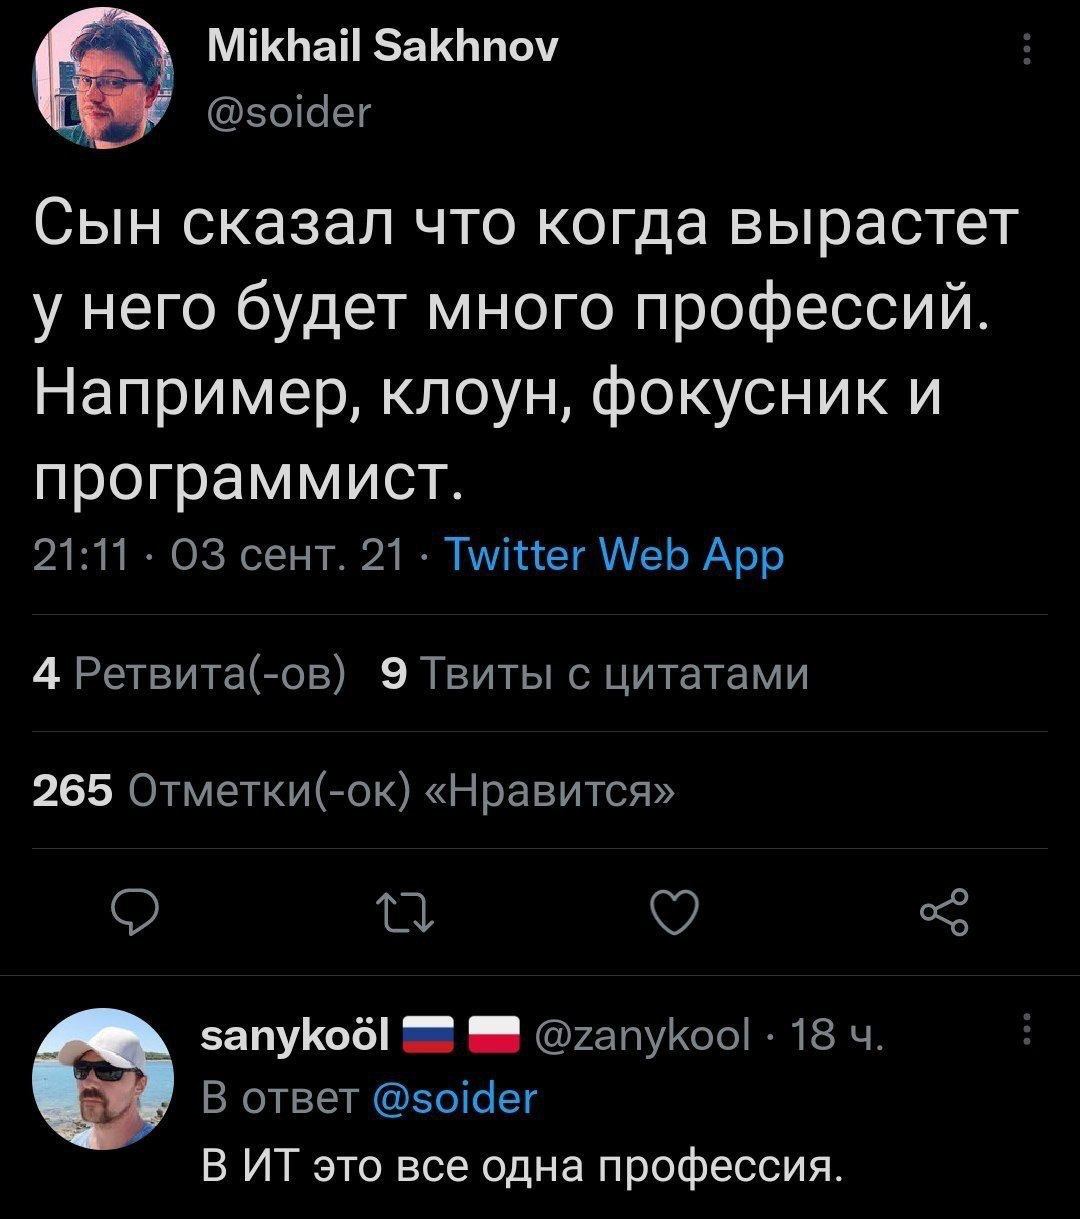 Mikhail Sakhnov
@soider
Сын сказал что когда вырастет
у него будет много профессий.
Например, клоун, фокусник и
программист.
21:11 · 03 сент. 21 · Twitter Web App
4 Ретвита(-ов) 9 Твиты с цитатами
265 Отметки(-ок) «Нравится»
sanykoöl 🇷🇺 🇵🇱 @zanykool · 18 ч.
В ответ @soider
В ИТ это все одна профессия.